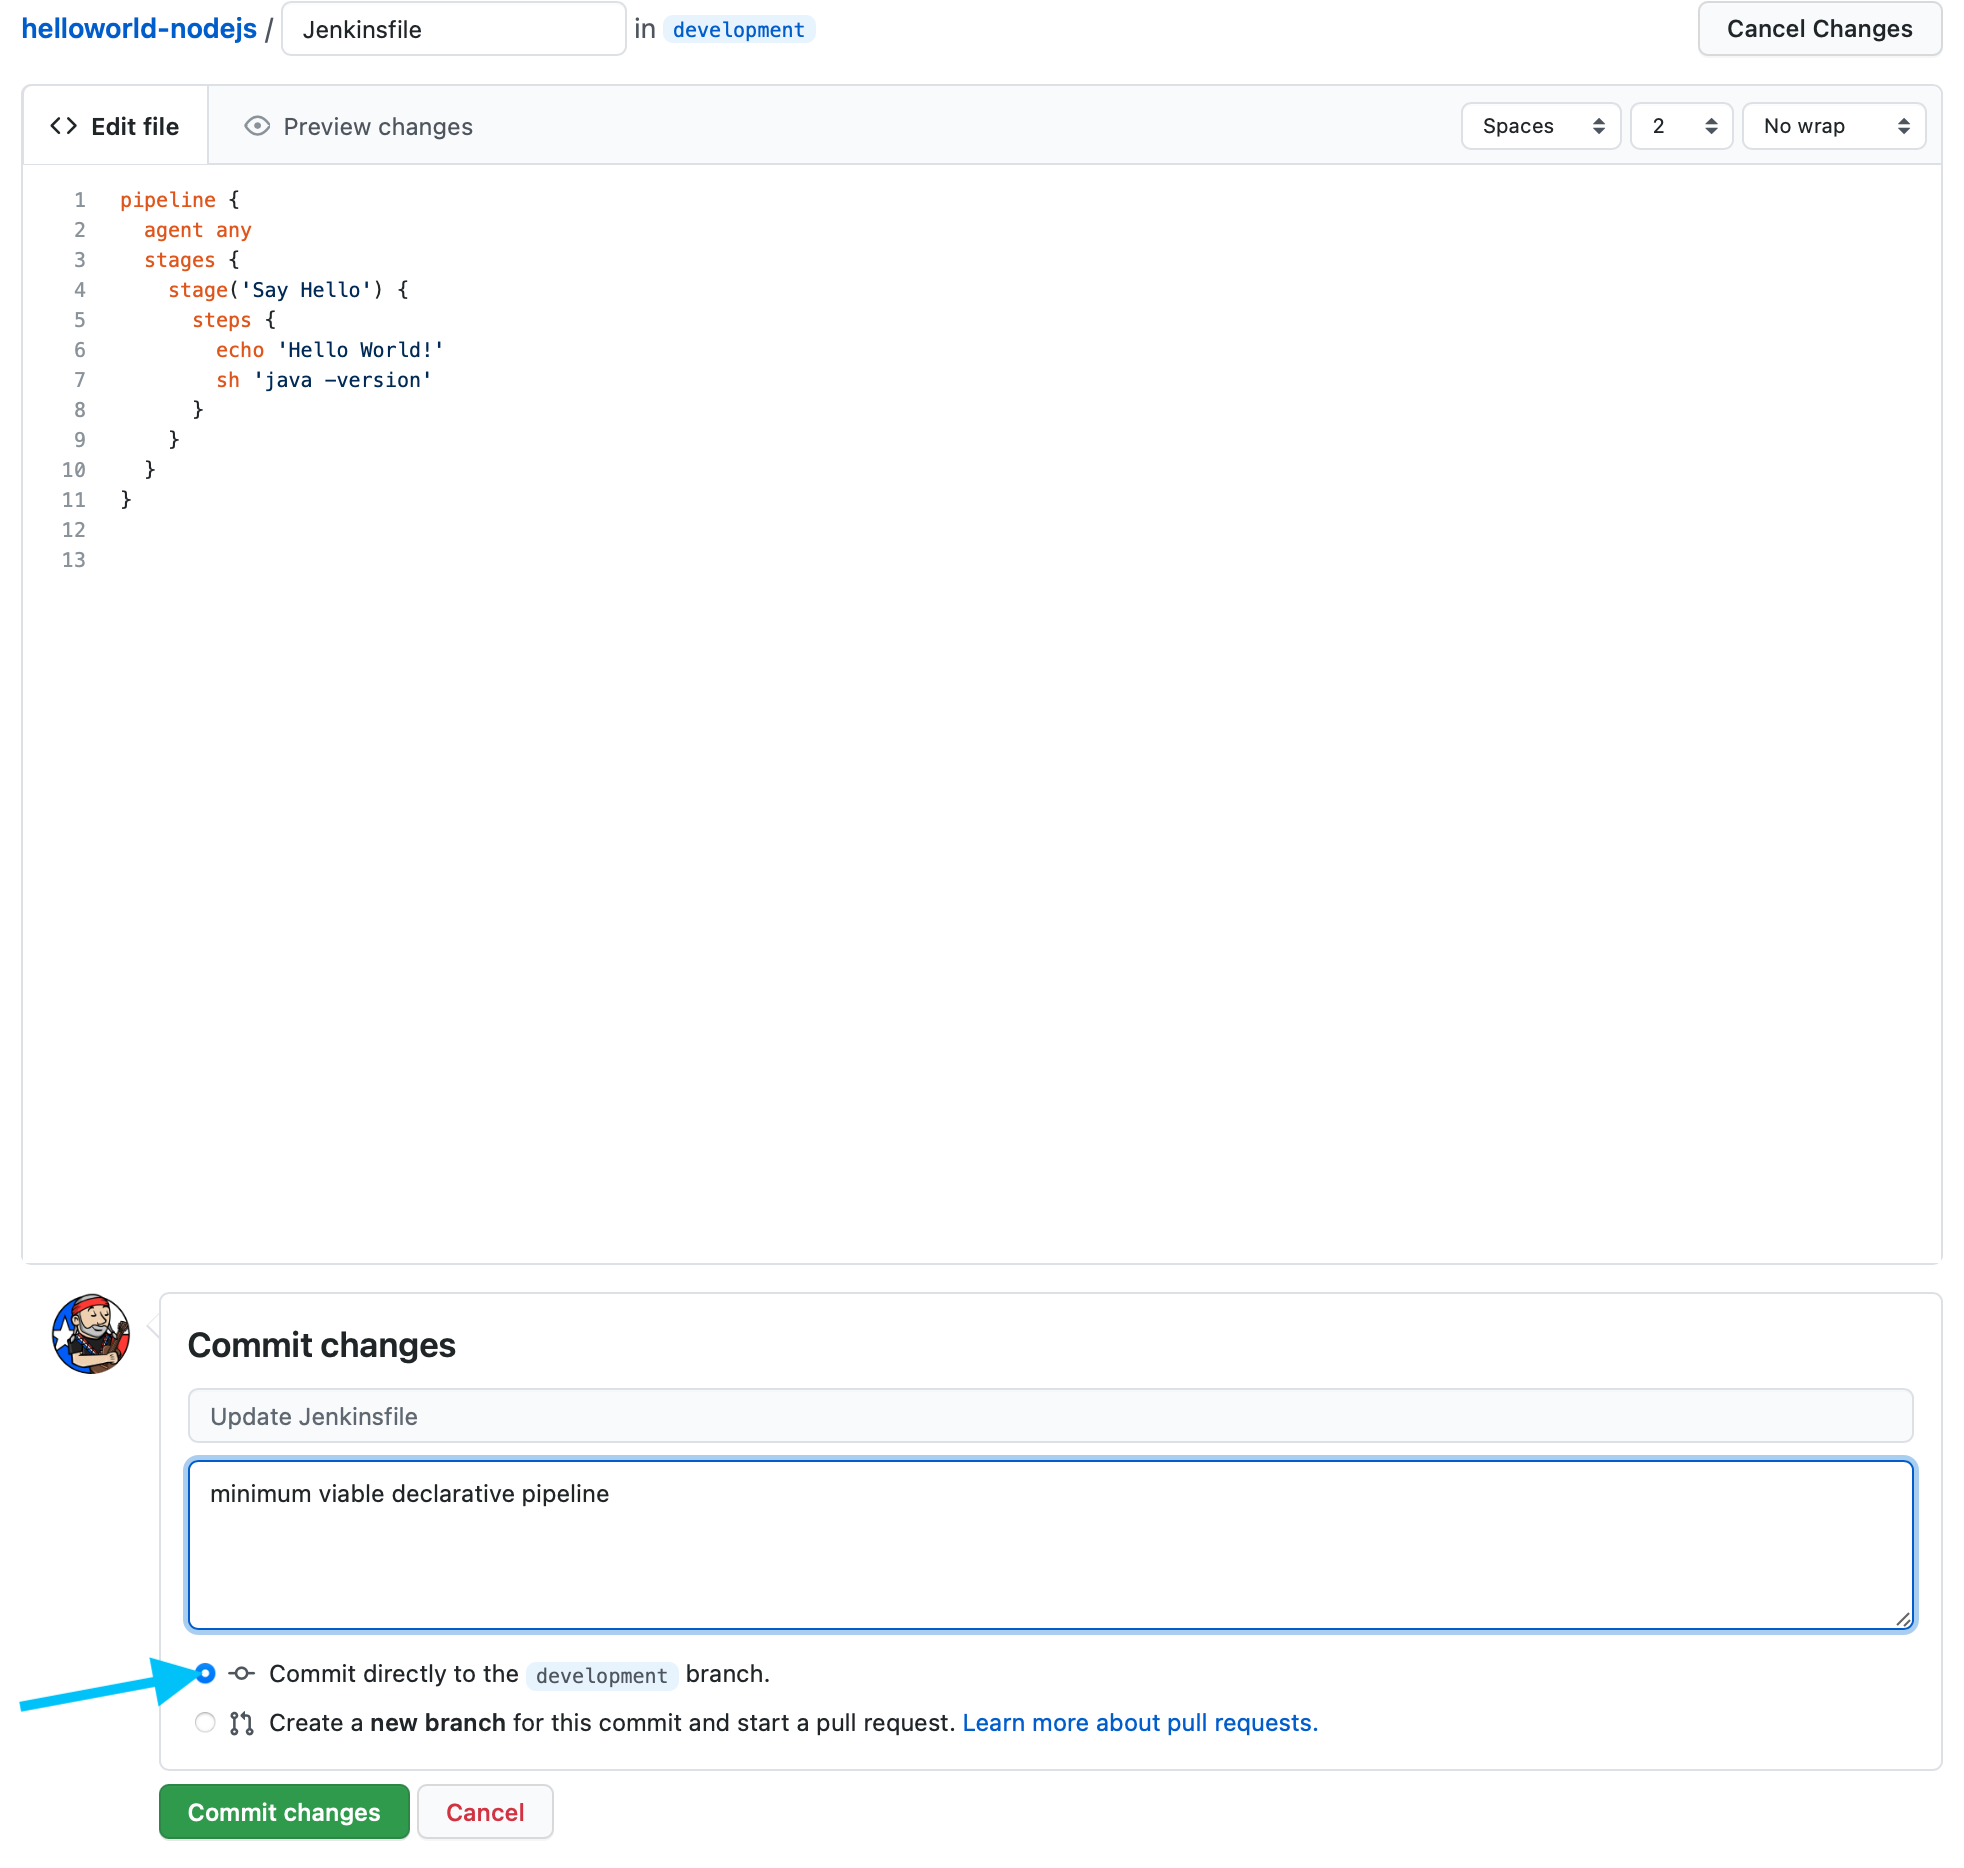 helloworld-nodejs / Jenkinsfile in development Cancel Changes
Edit file Preview changes Spaces 2 No wrap
1 pipeline {
2   agent any
3   stages {
4     stage('Say Hello') {
5       steps {
6         echo 'Hello World!'
7         sh 'java -version'
8       }
9     }
10   }
11 }
12
13
Commit changes
Update Jenkinsfile
minimum viable declarative pipeline
Commit directly to the development branch.
Create a new branch for this commit and start a pull request. Learn more about pull requests.
Commit changes Cancel